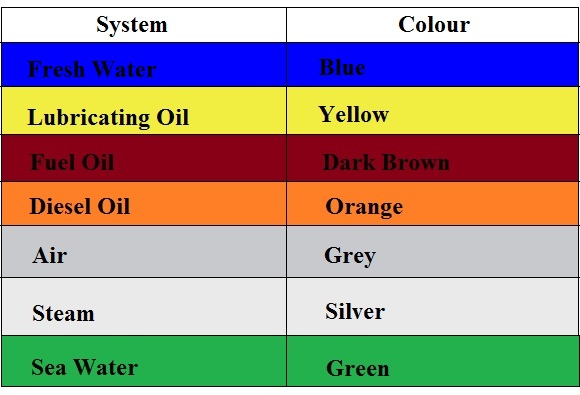 System Colour
Fresh Water Blue
Lubricating Oil Yellow
Fuel Oil Dark Brown
Diesel Oil Orange
Air Grey
Steam Silver
Sea Water Green